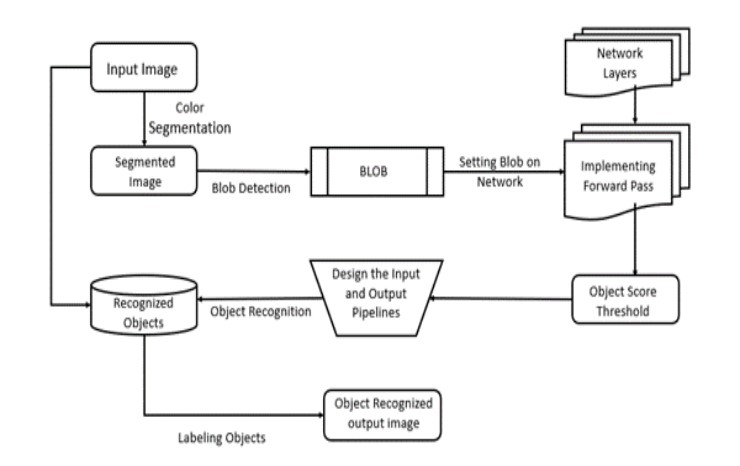 Input Image
Color
Segmentation
Segmented
Image
Blob Detection
BLOB
Setting Blob on
Network
Network
Layers
Implementing
Forward Pass
Object Score
Threshold
Design the Input
and Output
Pipelines
Object Recognition
Recognized
Objects
Labeling Objects
Object Recognized
output image